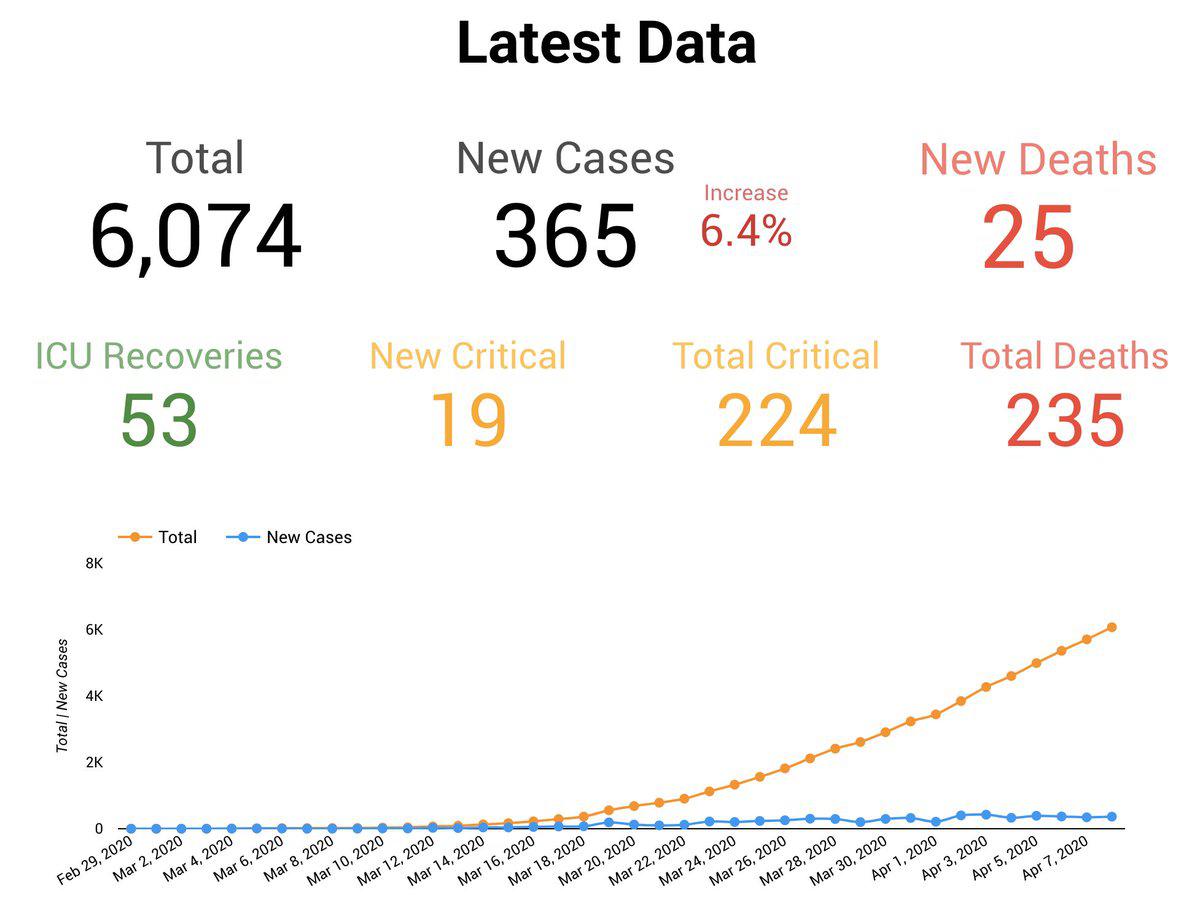 Latest Data
Total
6,074
New Cases
365
Increase
6.4%
New Deaths
25
ICU Recoveries
53
New Critical
19
Total Critical
224
Total Deaths
235
Total
New Cases
8K
6K
4K
2K
0
Total | New Cases
Feb 29, 2020
Mar 2, 2020
Mar 4, 2020
Mar 6, 2020
Mar 8, 2020
Mar 10, 2020
Mar 12, 2020
Mar 14, 2020
Mar 16, 2020
Mar 18, 2020
Mar 20, 2020
Mar 22, 2020
Mar 24, 2020
Mar 26, 2020
Mar 28, 2020
Mar 30, 2020
Apr 1, 2020
Apr 3, 2020
Apr 5, 2020
Apr 7, 2020